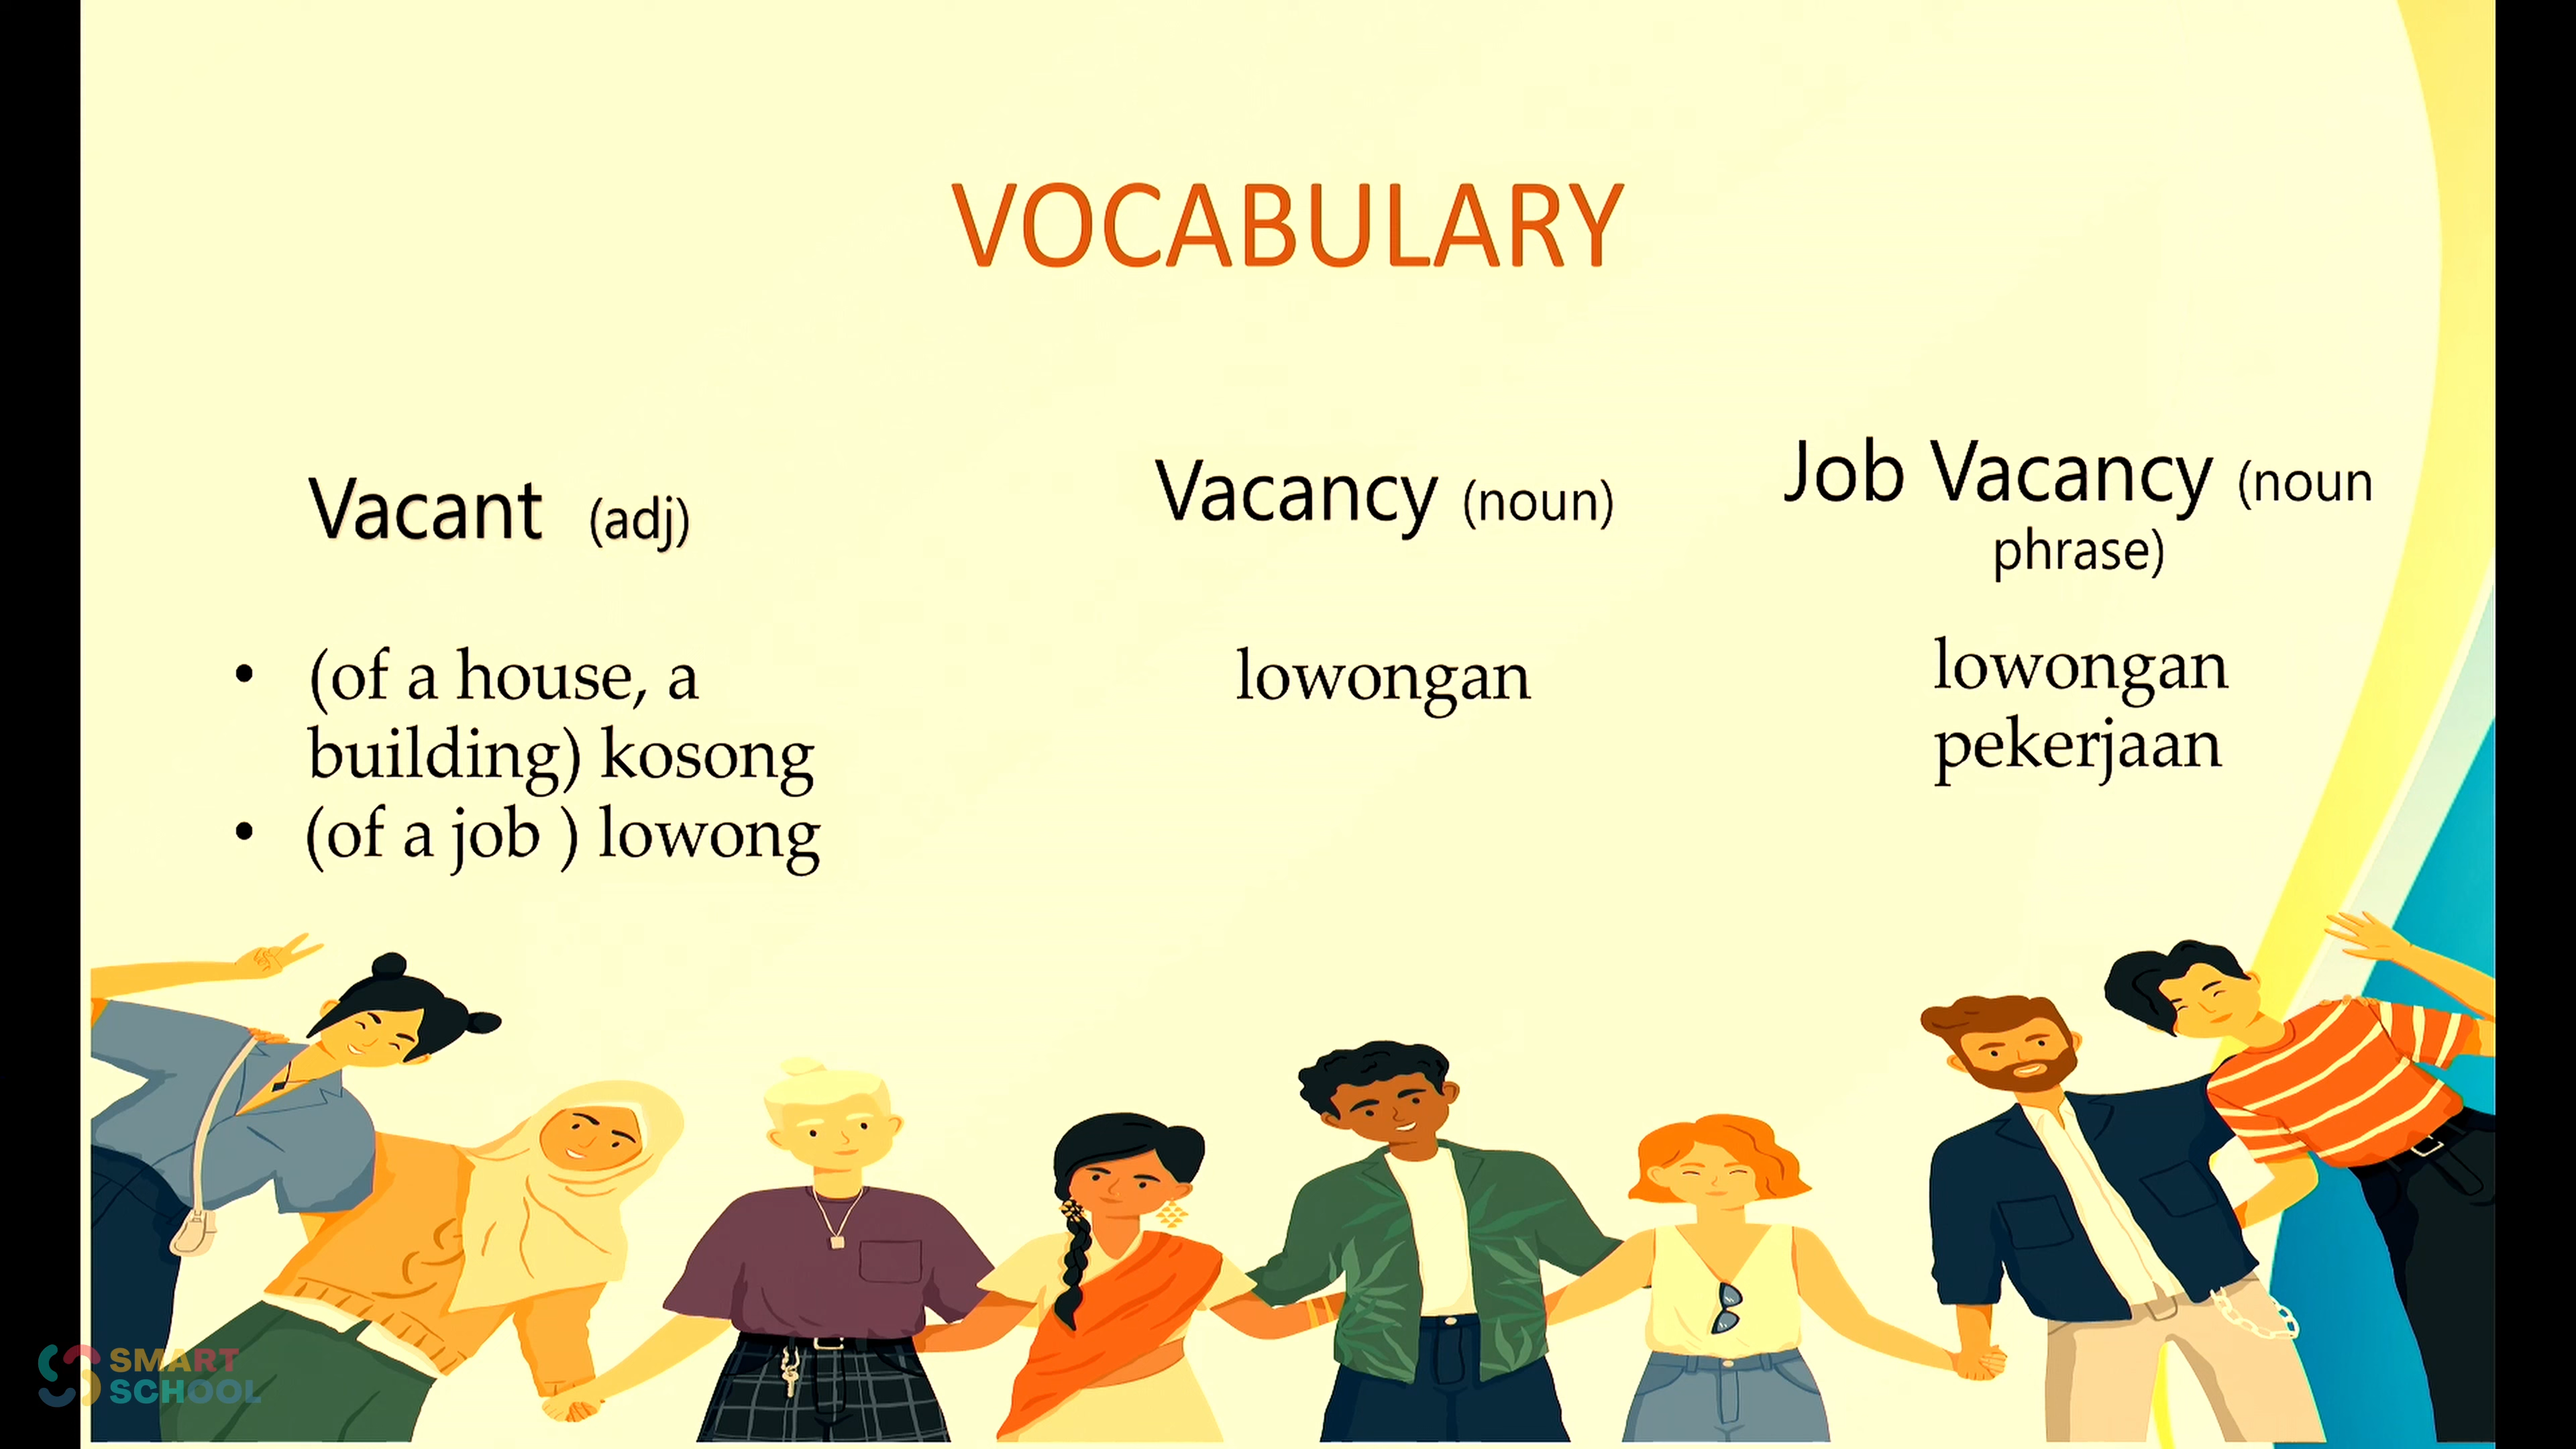 VOCABULARY
Vacant (adj)
• (of a house, a
building) kosong
• (of a job ) lowong
Vacancy (noun)
lowongan
Job Vacancy (noun
phrase)
lowongan
pekerjaan
SMART
SCHOOL